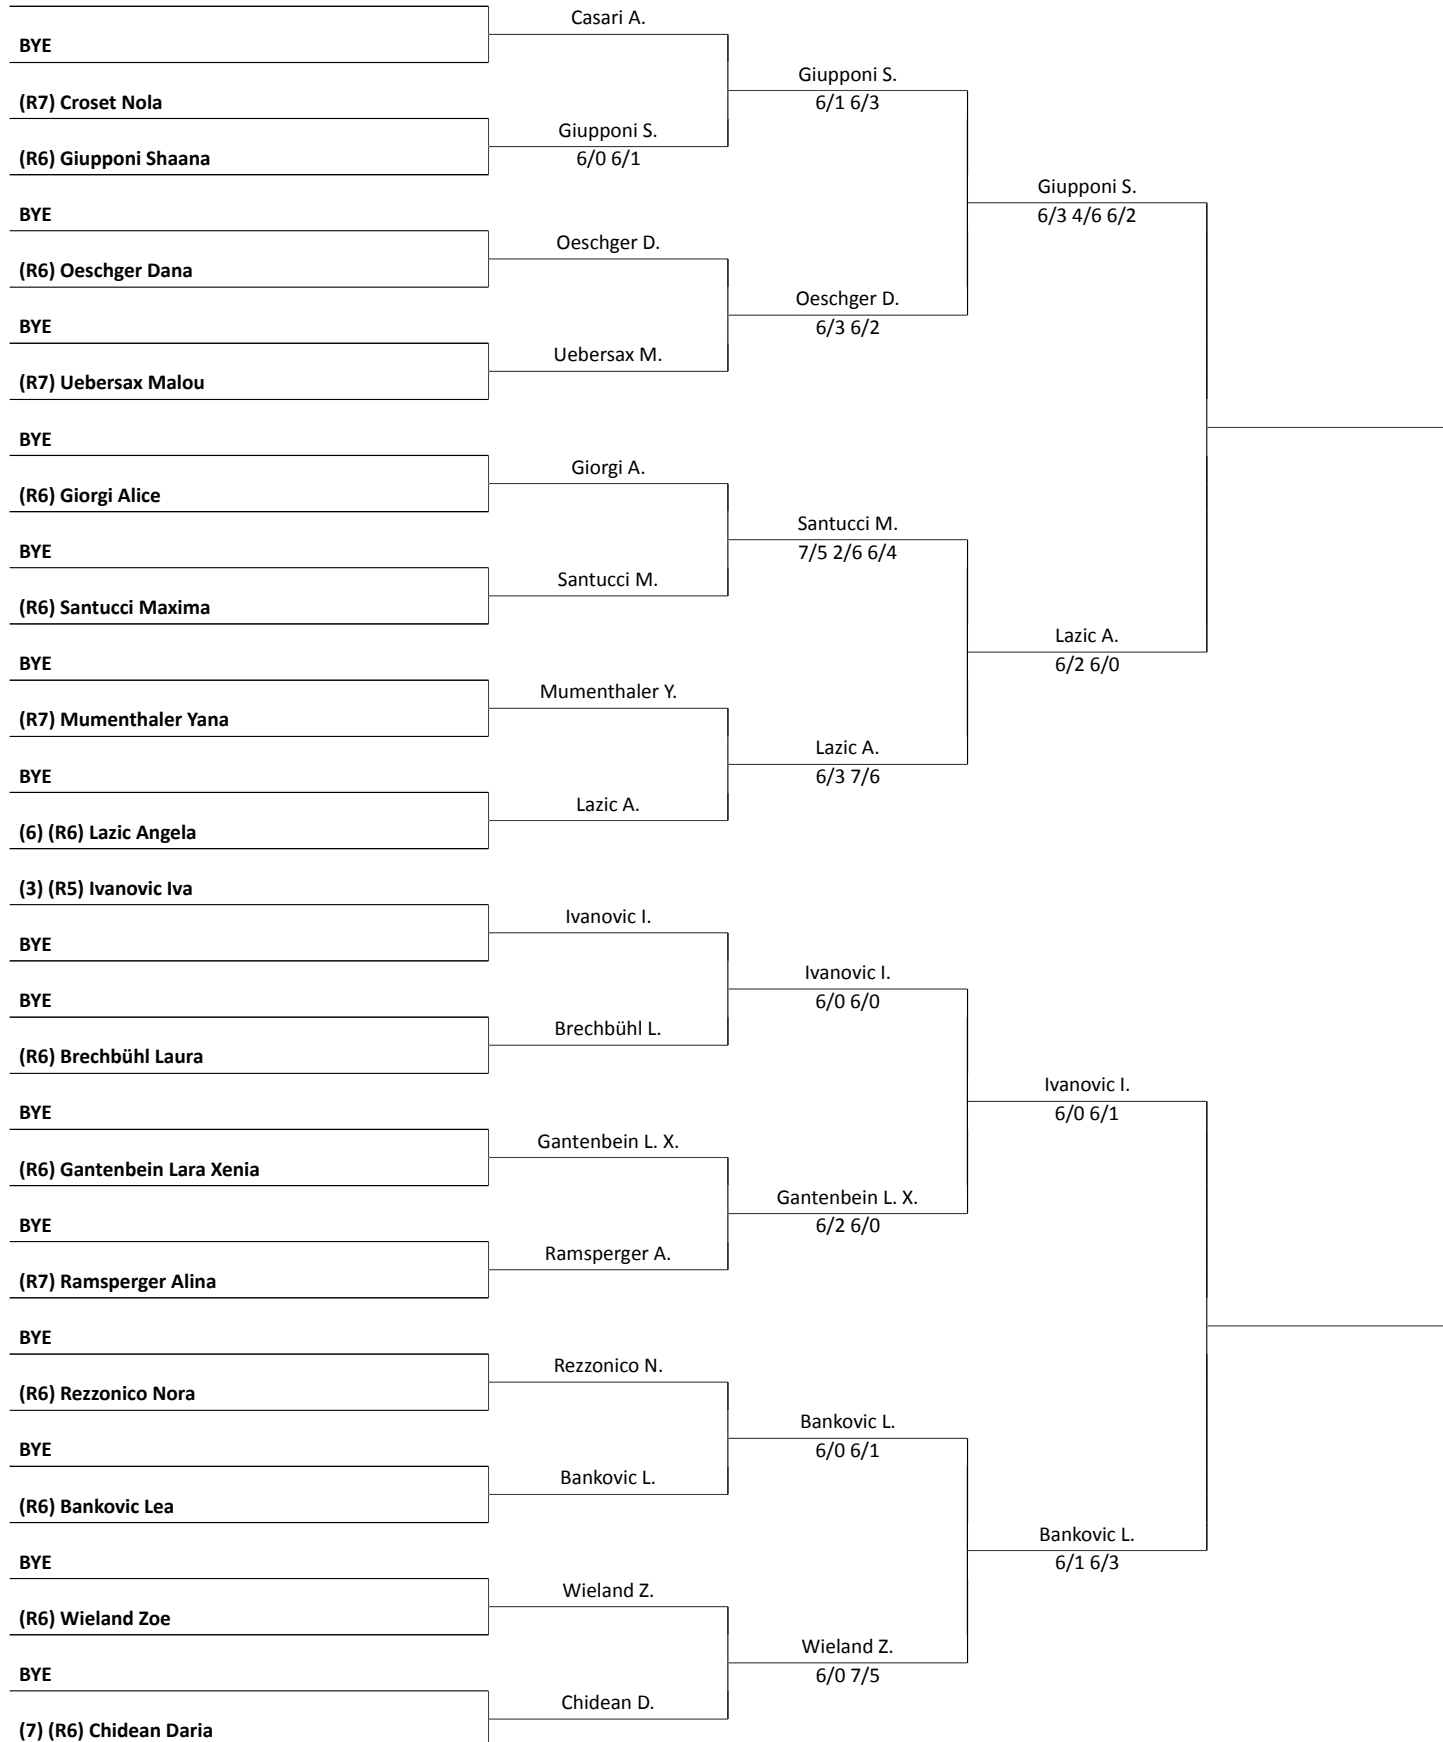 Casari A.
BYE
Giupponi S.
(R7) Croset Nola
6/1 6/3
Giupponi S.
(R6) Giupponi Shaana
6/0 6/1
Giupponi S.
BYE
6/3 4/6 6/2
Oeschger D.
(R6) Oeschger Dana
Oeschger D.
BYE
6/3 6/2
Uebersax M.
(R7) Uebersax Malou
BYE
Giorgi A.
(R6) Giorgi Alice
Santucci M.
BYE
7/5 2/6 6/4
Santucci M.
(R6) Santucci Maxima
Lazic A.
BYE
6/2 6/0
Mumenthaler Y.
(R7) Mumenthaler Yana
Lazic A.
BYE
6/3 7/6
Lazic A.
(6) (R6) Lazic Angela
(3) (R5) Ivanovic Iva
Ivanovic I.
BYE
Ivanovic I.
BYE
6/0 6/0
Brechbühl L.
(R6) Brechbühl Laura
Ivanovic I.
BYE
6/0 6/1
Gantenbein L. X.
(R6) Gantenbein Lara Xenia
Gantenbein L. X.
BYE
6/2 6/0
Ramsperger A.
(R7) Ramsperger Alina
BYE
Rezzonico N.
(R6) Rezzonico Nora
Bankovic L.
BYE
6/0 6/1
Bankovic L.
(R6) Bankovic Lea
Bankovic L.
BYE
6/1 6/3
Wieland Z.
(R6) Wieland Zoe
Wieland Z.
BYE
6/0 7/5
Chidean D.
(7) (R6) Chidean Daria